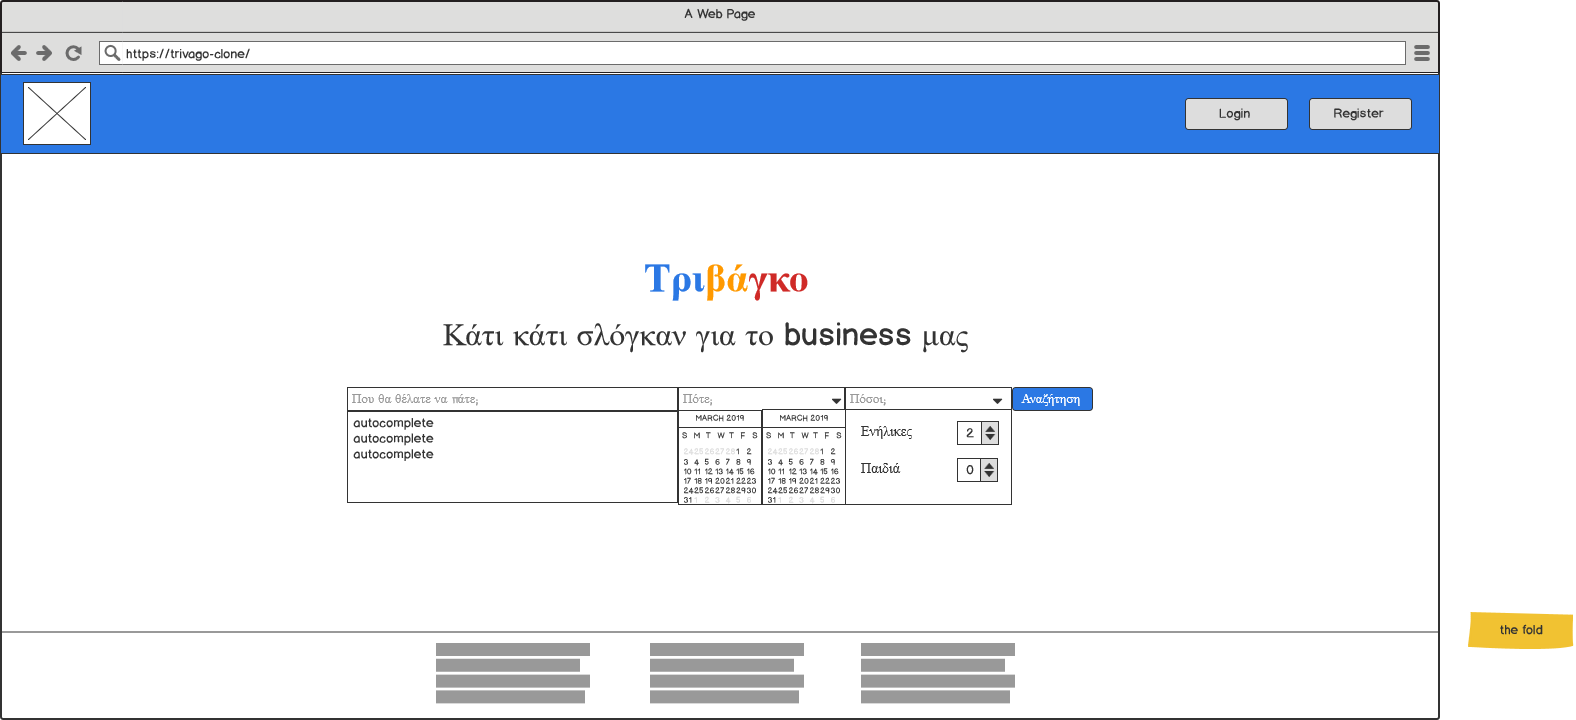 A Web Page
https://trivago-clone/
Login
Register
Τριβάγκο
Κάτι κάτι σλόγκαν για το business μας
Που θα θέλατε να πάτε;
Πότε;
Πόσοι;
Αναζήτηση
autocomplete
autocomplete
autocomplete
MARCH 2019
S M T W T F S
24 25 26 27 28 1 2
3 4 5 6 7 8 9
10 11 12 13 14 15 16
17 18 19 20 21 22 23
24 25 26 27 28 29 30
31 1 2 3 4 5 6
MARCH 2019
S M T W T F S
24 25 26 27 28 1 2
3 4 5 6 7 8 9
10 11 12 13 14 15 16
17 18 19 20 21 22 23
24 25 26 27 28 29 30
31 1 2 3 4 5 6
Ενήλικες 2
Παιδιά 0
the fold